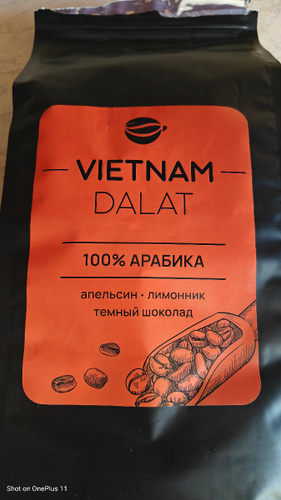 VIETNAM
DALAT
100% АРАБИКА
апельсин • лимонник
темный шоколад
Shot on OnePlus 11